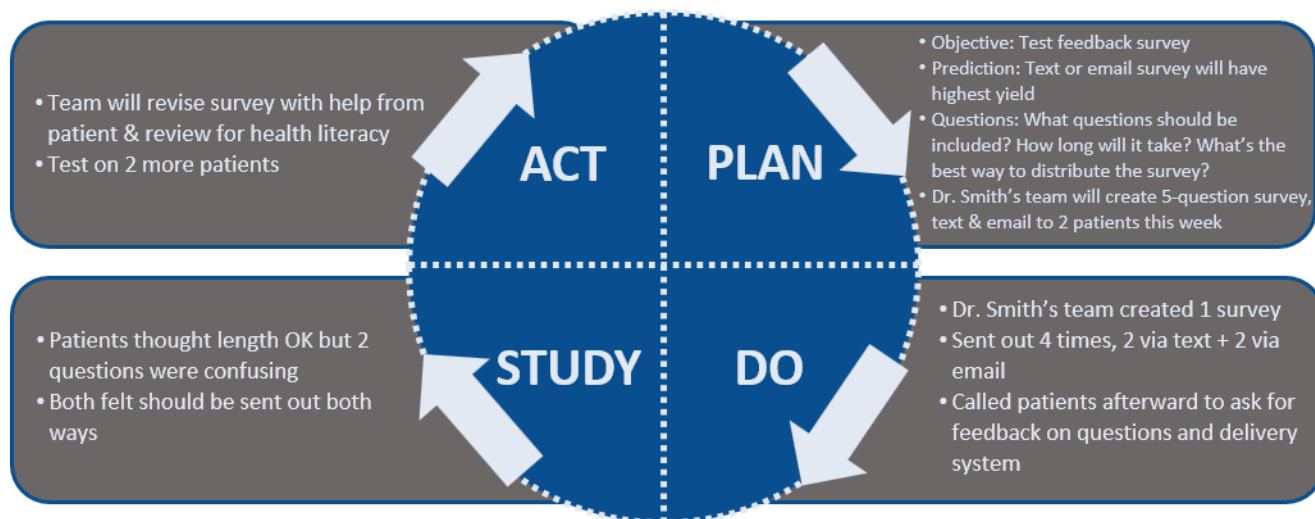 • Team will revise survey with help from
patient & review for health literacy
• Test on 2 more patients
ACT
PLAN
• Objective: Test feedback survey
• Prediction: Text or email survey will have
highest yield
• Questions: What questions should be
included? How long will it take? What's the
best way to distribute the survey?
• Dr. Smith's team will create 5-question survey,
text & email to 2 patients this week
• Patients thought length OK but 2
questions were confusing
• Both felt should be sent out both
ways
STUDY
DO
• Dr. Smith's team created 1 survey
• Sent out 4 times, 2 via text + 2 via
email
• Called patients afterward to ask for
feedback on questions and delivery
system